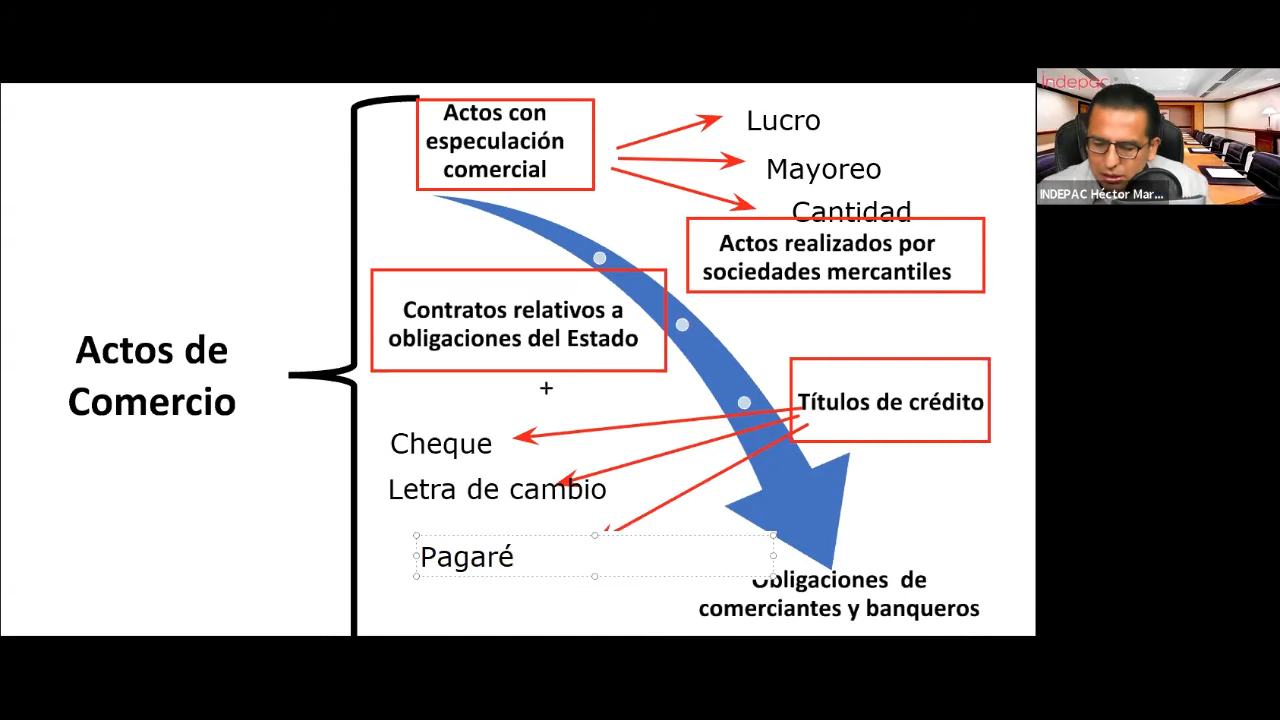 Actos con
especulación
comercial
Lucro
Mayoreo
Cantidad
Actos realizados por
sociedades mercantiles
Contratos relativos a
obligaciones del Estado
Actos de
Comercio
+
Títulos de crédito
Cheque
Letra de cambio
Pagaré
Obligaciones de
comerciantes y banqueros
Indepac
INDEPAC Héctor Mar...